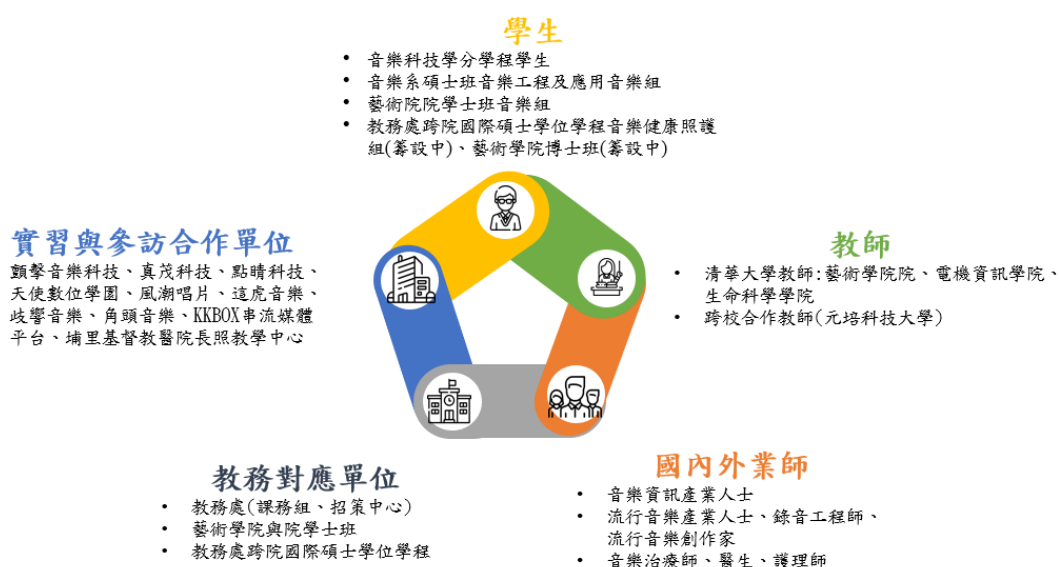 學生
• 音樂科技學分學程學生
• 音樂系碩士班音樂工程及應用音樂組
• 藝術院院學士班音樂組
• 教務處跨院國際碩士學位學程音樂健康照護
組(籌設中)、藝術學院博士班(籌設中)
實習與參訪合作單位
顫擊音樂科技、真茂科技、點睛科技、
天使數位學園、風潮唱片、這虎音樂、
歧響音樂、角頭音樂、KKBOX串流媒體
平台、埔里基督教醫院長照教學中心
教師
• 清華大學教師:藝術學院院、電機資訊學院、
生命科學學院
• 跨校合作教師(元培科技大學)
教務對應單位
• 教務處(課務組、招策中心)
• 藝術學院與院學士班
• 教務處跨院國際碩士學位學程
國內外業師
• 音樂資訊產業人士
• 流行音樂產業人士、錄音工程師、
流行音樂創作家
• 音樂治療師、醫生、護理師